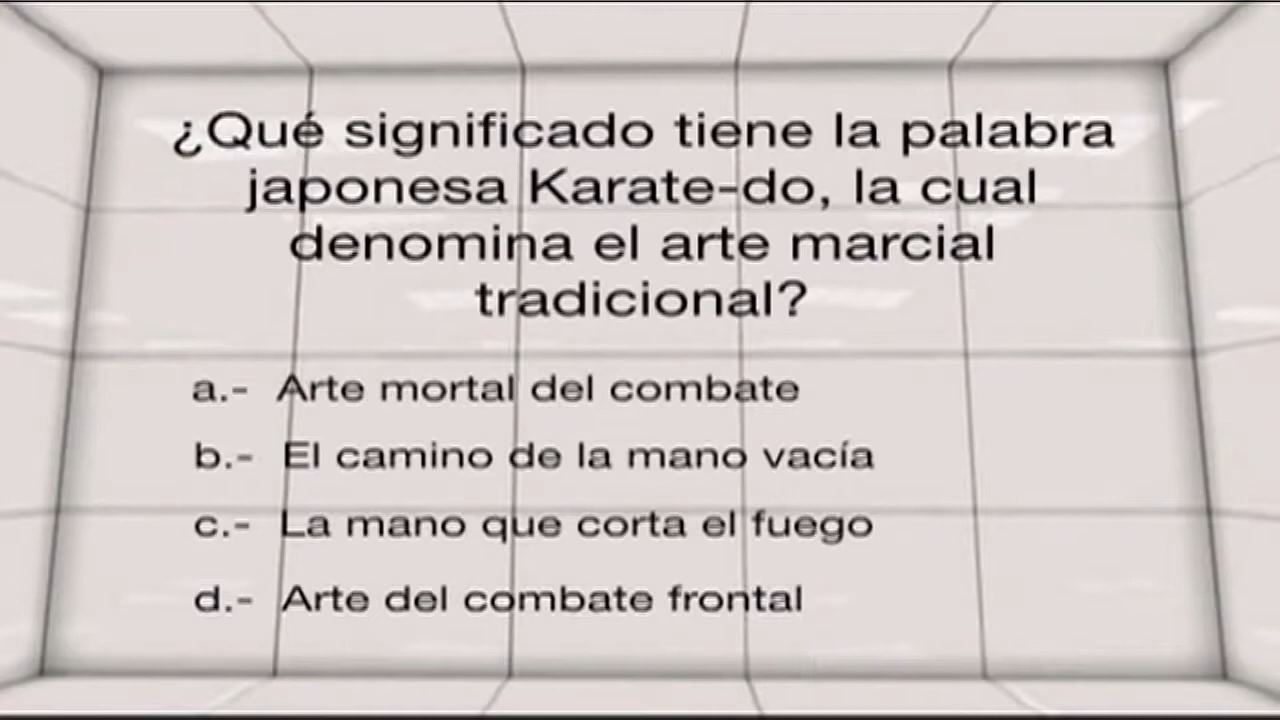 ¿Qué significado tiene la palabra
japonesa Karate-do, la cual
denomina el arte marcial
tradicional?
a.- Arte mortal del combate
b.- El camino de la mano vacía
c.- La mano que corta el fuego
d.- Arte del combate frontal